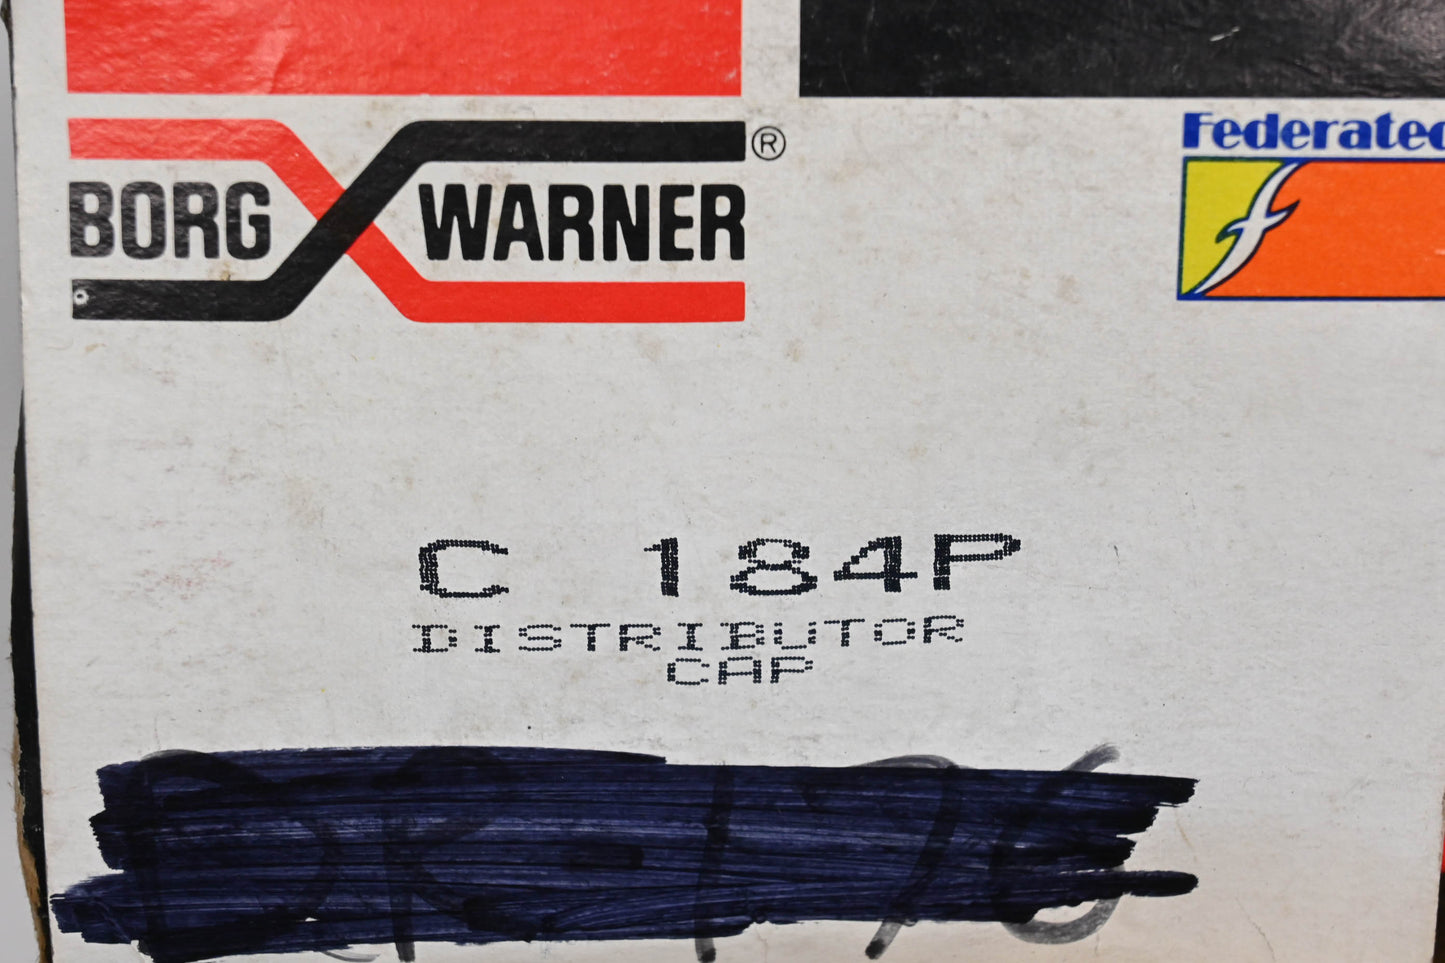 BORG WARNER ®
Federated
f
C 184P
DISTRIBUTOR
CAP